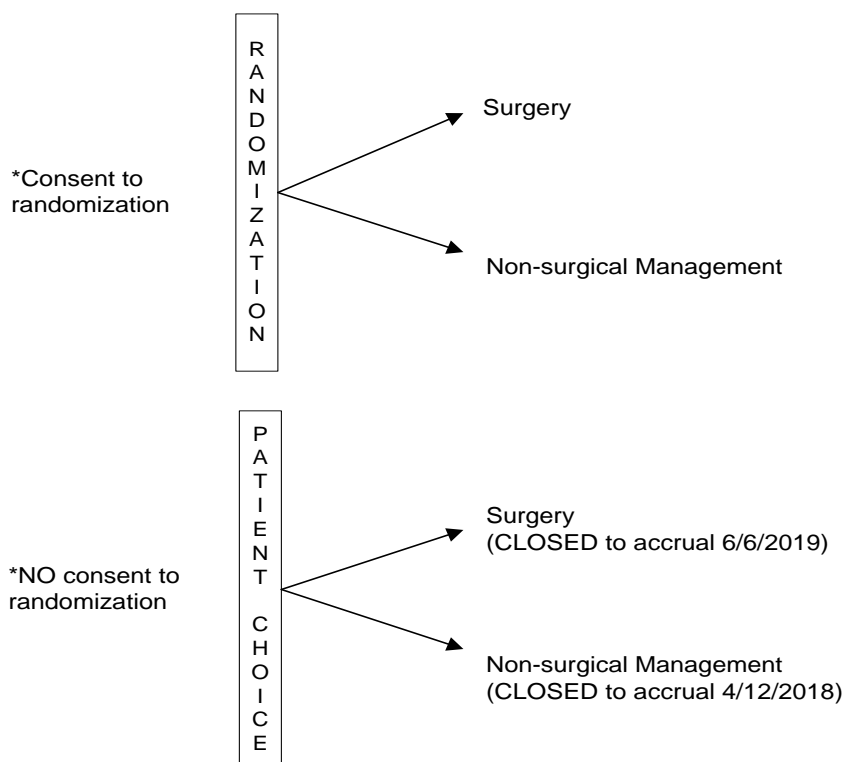 *Consent to
randomization
RANDOMIZATION
Surgery
Non-surgical Management
*NO consent to
randomization
PATIENT CHOICE
Surgery
(CLOSED to accrual 6/6/2019)
Non-surgical Management
(CLOSED to accrual 4/12/2018)